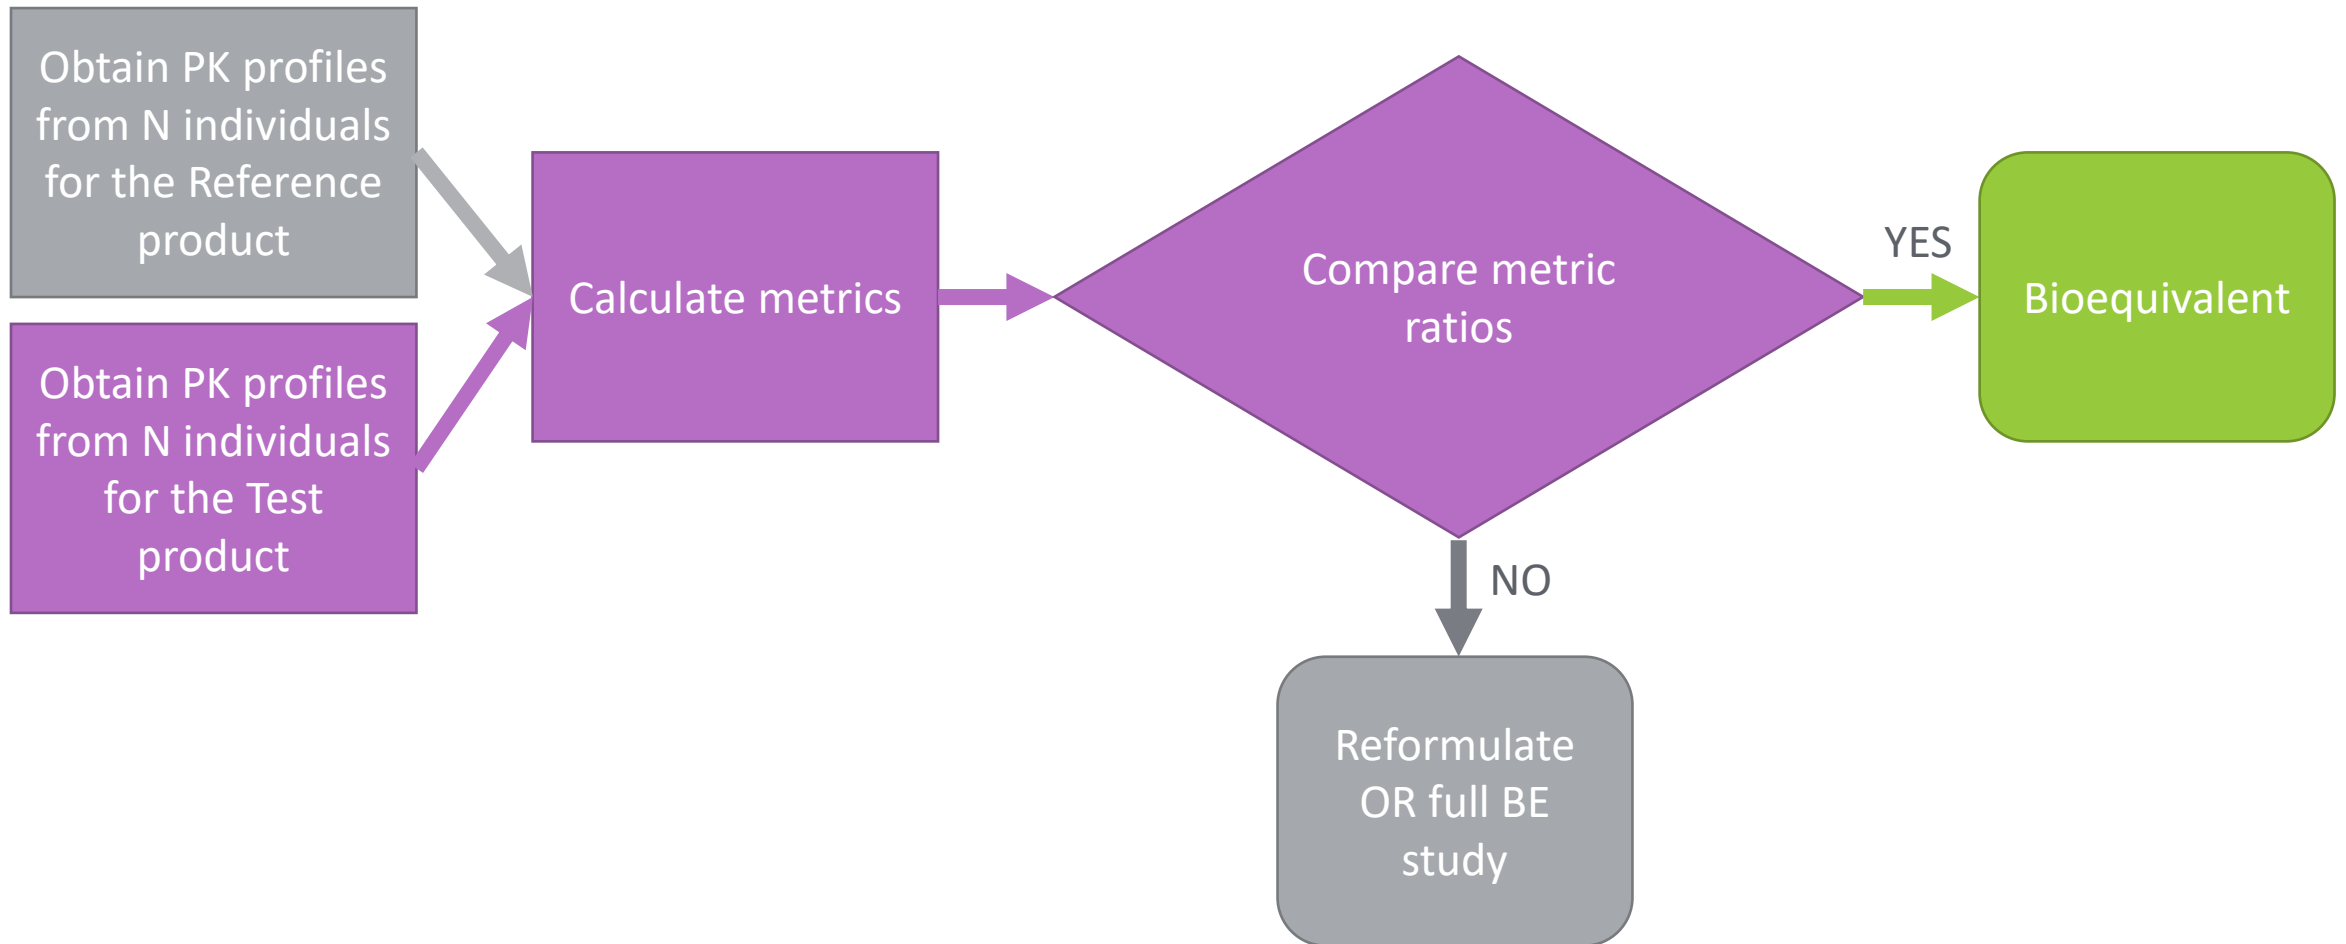 Obtain PK profiles
from N individuals
for the Reference
product
Obtain PK profiles
from N individuals
for the Test
product
Calculate metrics
Compare metric
ratios
YES
Bioequivalent
NO
Reformulate
OR full BE
study